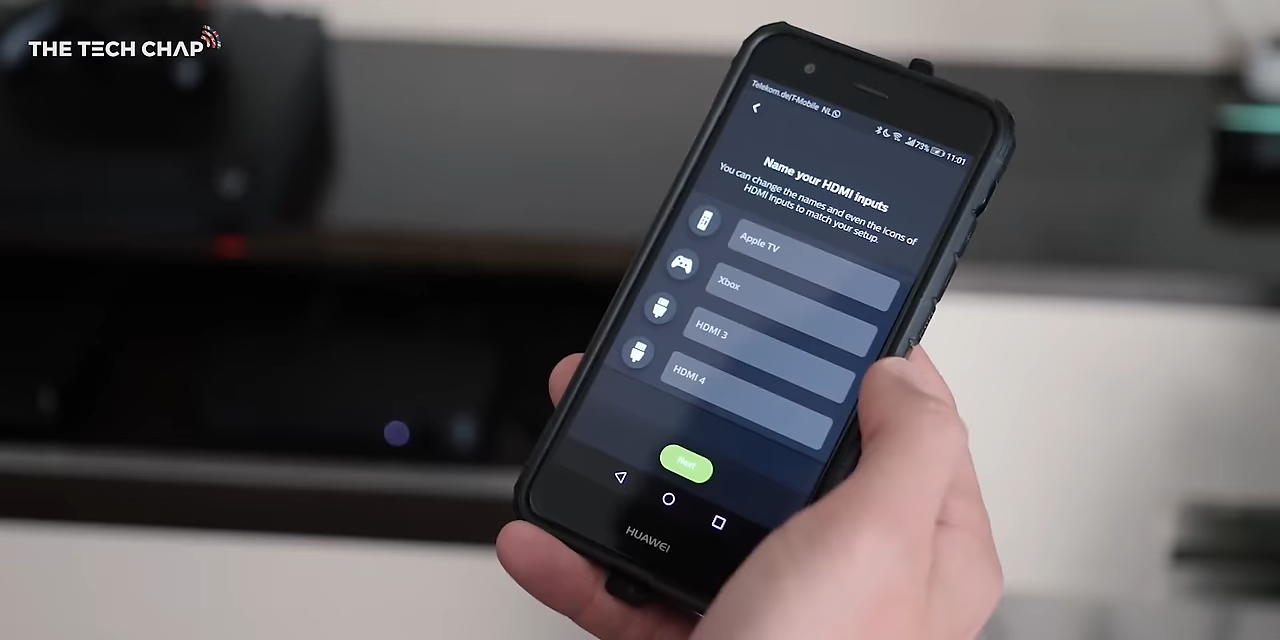 THE TECH CHAP
Telekom.de/T-Mobile NL
73% 11:01
Name your HDMI inputs
You can change the names and even the icons of
HDMI inputs to match your setup.
Apple TV
Xbox
HDMI 3
HDMI 4
Next
HUAWEI